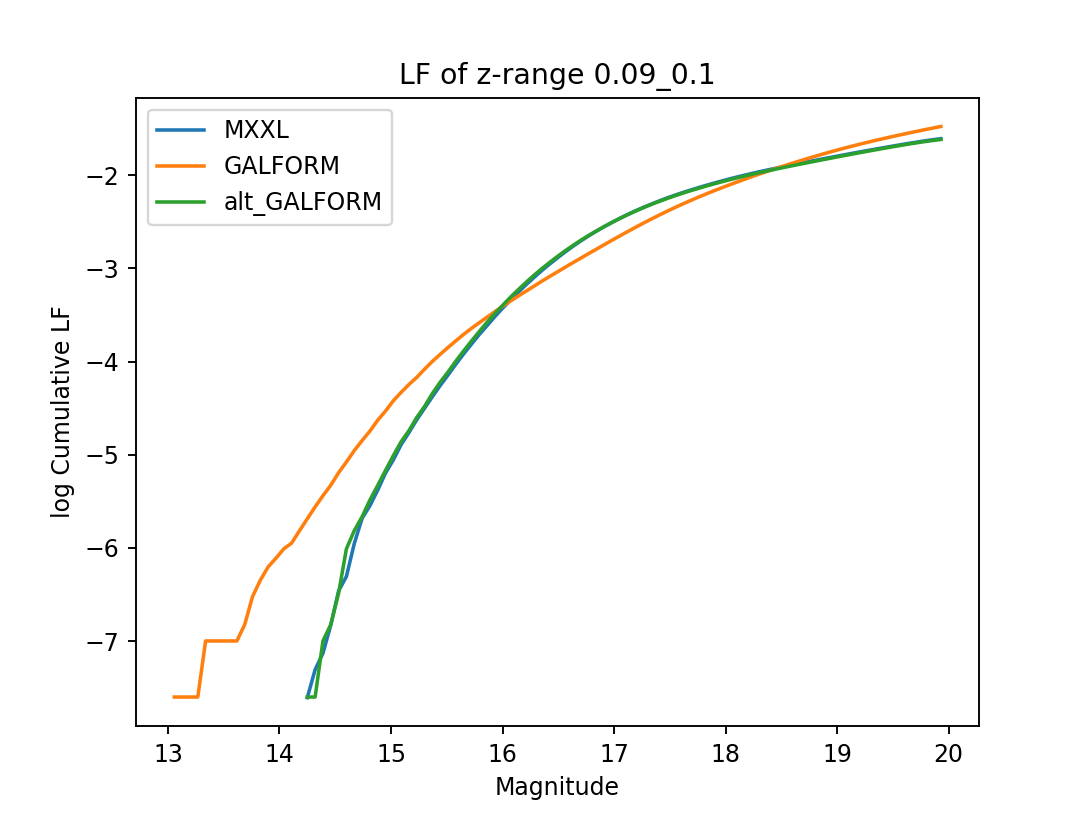 LF of z-range 0.09_0.1
MXXL
GALFORM
alt_GALFORM
log Cumulative LF
−2
−3
−4
−5
−6
−7
13 14 15 16 17 18 19 20
Magnitude